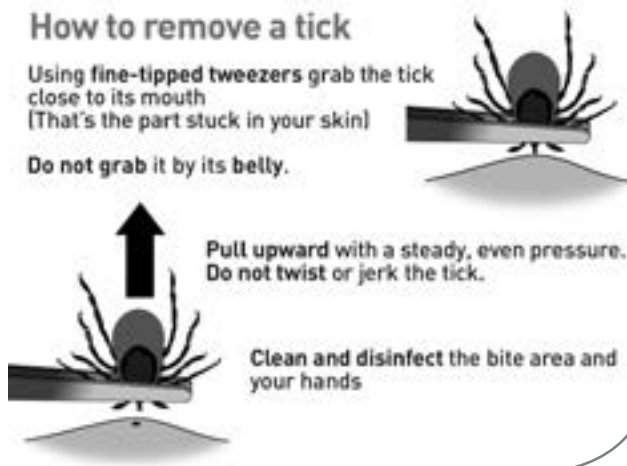 How to remove a tick
Using fine-tipped tweezers grab the tick
close to its mouth
(That's the part stuck in your skin)
Do not grab it by its belly.
Pull upward with a steady, even pressure.
Do not twist or jerk the tick.
Clean and disinfect the bite area and
your hands